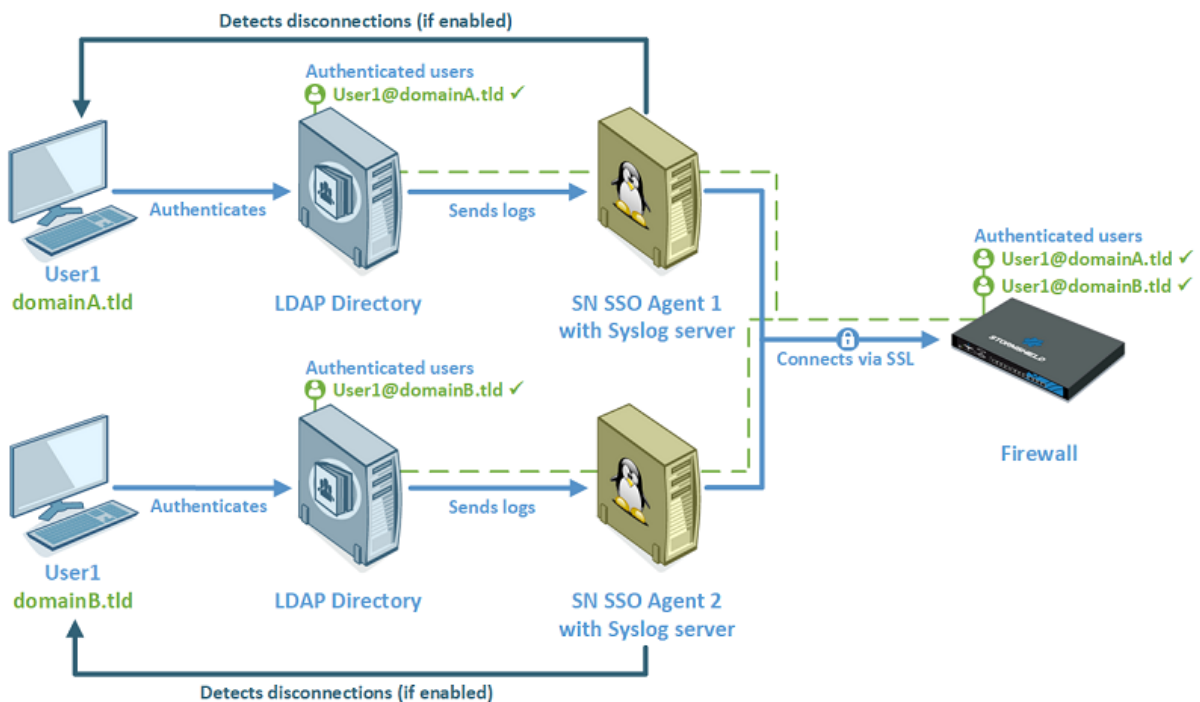 Detects disconnections (if enabled)
Authenticated users
User1@domainA.tld ✓
Authenticates
Sends logs
User1
domainA.tld
LDAP Directory
SN SSO Agent 1
with Syslog server
Authenticated users
User1@domainA.tld ✓
User1@domainB.tld ✓
STORMSHIELD
Connects via SSL
Firewall
Authenticated users
User1@domainB.tld ✓
Authenticates
Sends logs
User1
domainB.tld
LDAP Directory
SN SSO Agent 2
with Syslog server
Detects disconnections (if enabled)